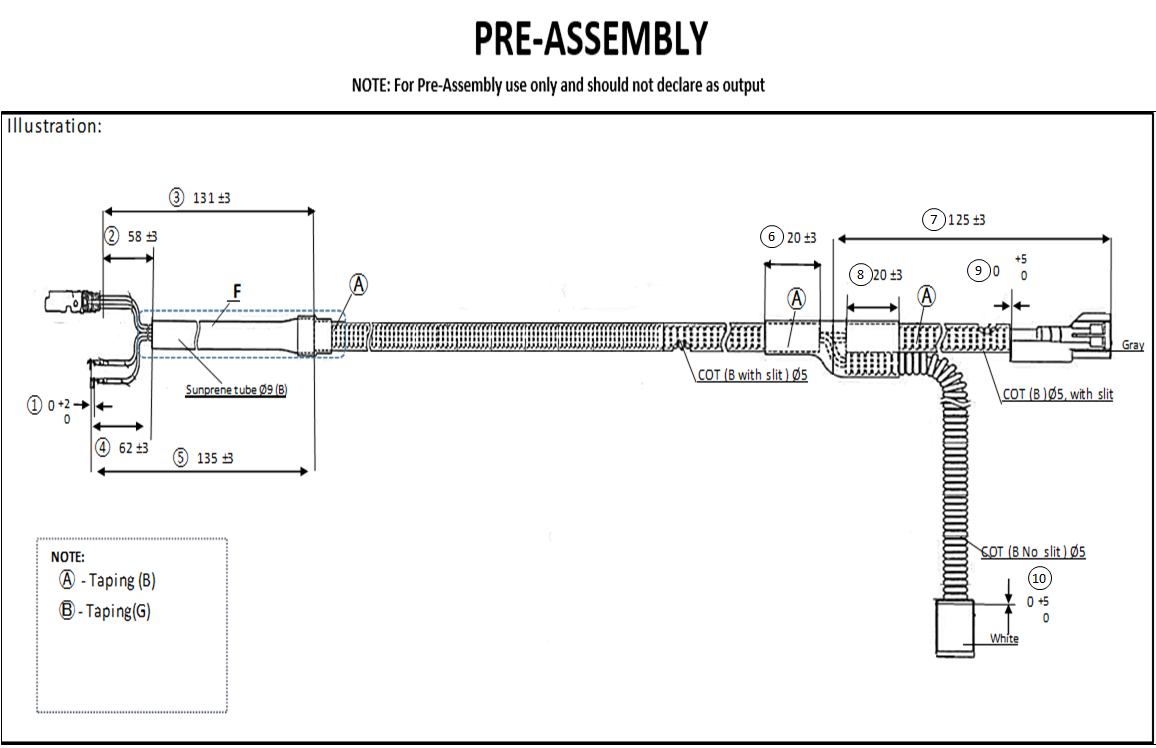 PRE-ASSEMBLY
NOTE: For Pre-Assembly use only and should not declare as output
Illustration:
③ 131 ±3
② 58 ±3
⑦ 125 ±3
⑥ 20 ±3
⑧ 20 ±3
⑨ 0 +5
0
F
A
A
A
Gray
Sunprene tube Ø9 (B)
COT (B with slit ) Ø5
COT (B )Ø5, with slit
① 0 +2
0
④ 62 ±3
⑤ 135 ±3
COT (B No slit ) Ø5
⑩
0 +5
0
White
NOTE:
Ⓐ - Taping (B)
Ⓑ - Taping(G)